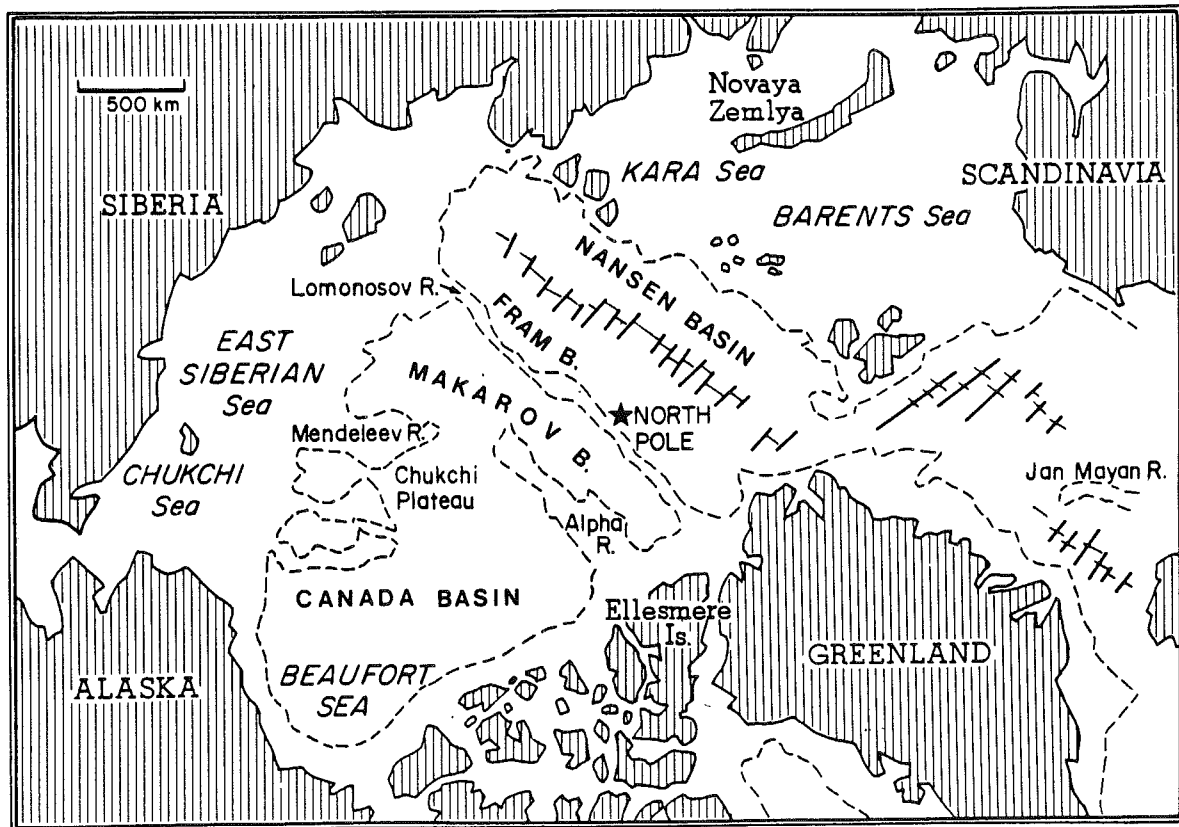 500 km
Novaya
Zemlya
KARA Sea
SCANDINAVIA
SIBERIA
BARENTS Sea
NANSEN BASIN
Lomonosov R.
FRAM B.
EAST
SIBERIAN
Sea
MAKAROV B.
NORTH
POLE
Mendeleev R.
CHUKCHI
Sea
Chukchi
Plateau
Jan Mayan R.
Alpha
R.
CANADA BASIN
Ellesmere
Is.
GREENLAND
BEAUFORT
SEA
ALASKA